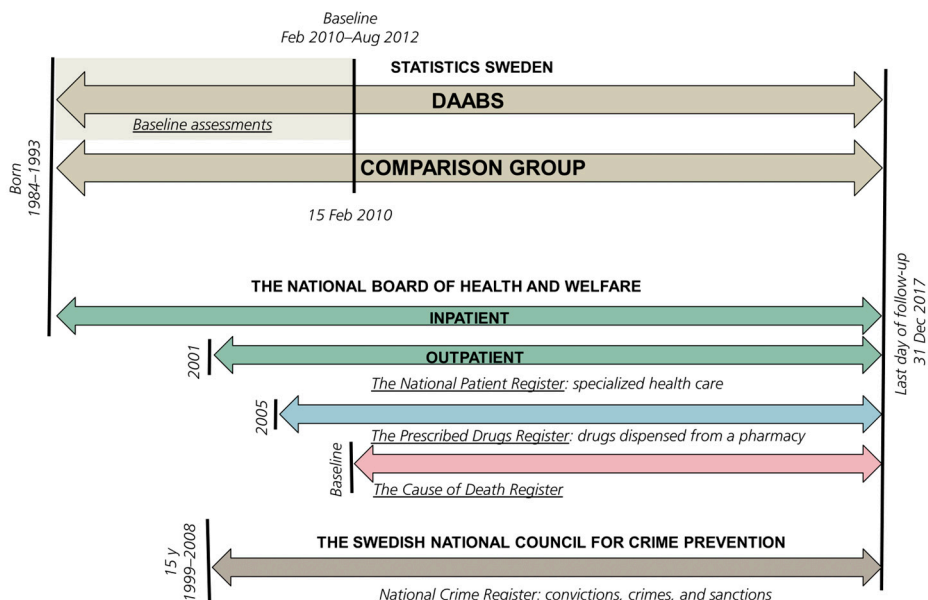 Baseline
Feb 2010–Aug 2012
STATISTICS SWEDEN
DAABS
Baseline assessments
COMPARISON GROUP
15 Feb 2010
Born
1984–1993
THE NATIONAL BOARD OF HEALTH AND WELFARE
INPATIENT
2001
OUTPATIENT
The National Patient Register: specialized health care
2005
The Prescribed Drugs Register: drugs dispensed from a pharmacy
Baseline
The Cause of Death Register
Last day of follow-up
31 Dec 2017
15 y
1999–2008
THE SWEDISH NATIONAL COUNCIL FOR CRIME PREVENTION
National Crime Register: convictions, crimes, and sanctions